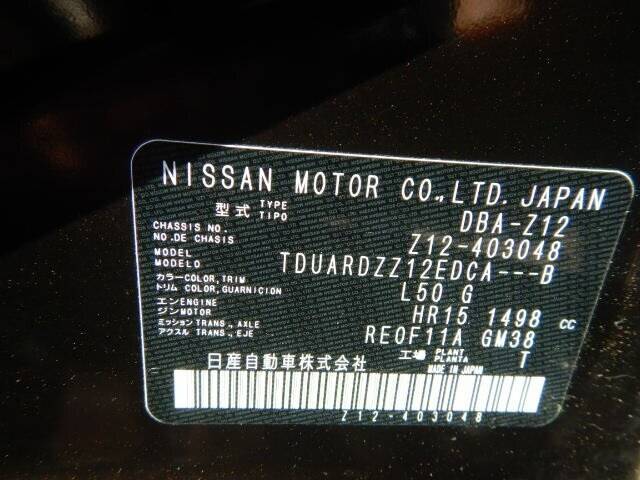 NISSAN MOTOR CO.,LTD. JAPAN
型式 TYPE TIPO DBA-Z12
CHASSIS NO. NO.DE CHASIS Z12-403048
MODEL MODELO TDUARDZZ12EDCA---B
カラー COLOR, TRIM トリム COLOR, GUARNICION L50 G
エンジン ENGINE MOTOR HR15 1498 cc
ミッション TRANS., AXLE アクスル TRANS., EJE RE0F11A GM38
工場 PLANT PLANTA T
日産自動車株式会社 MADE IN JAPAN
Z12-403048